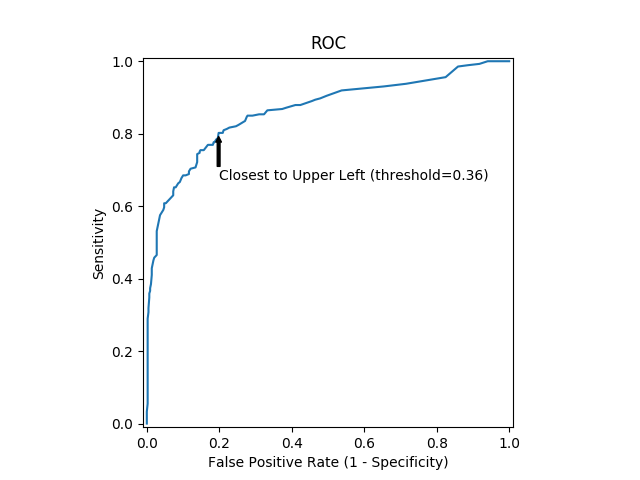 ROC
1.0
0.8
0.6
0.4
0.2
0.0
Sensitivity
Closest to Upper Left (threshold=0.36)
0.0 0.2 0.4 0.6 0.8 1.0
False Positive Rate (1 - Specificity)